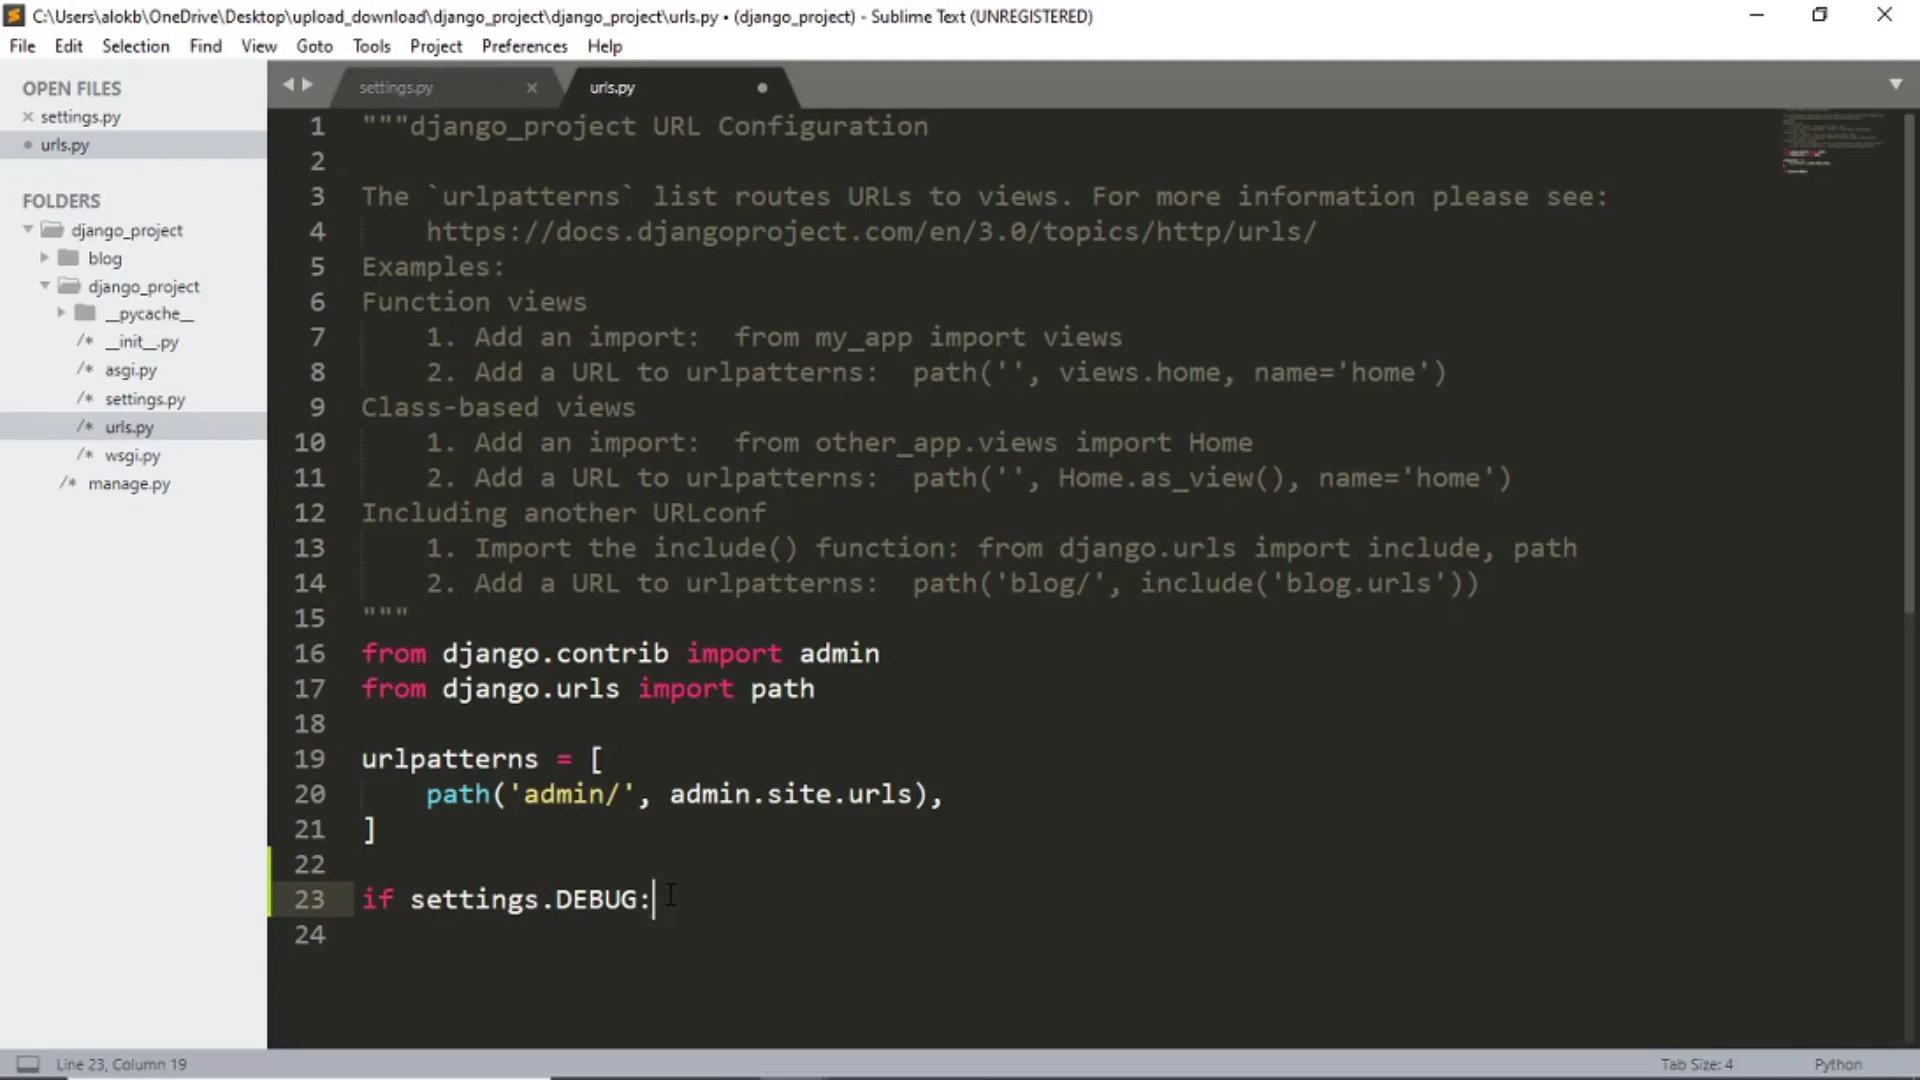 C:\Users\alokb\OneDrive\Desktop\upload_download\django_project\django_project\urls.py • (django_project) - Sublime Text (UNREGISTERED)
File Edit Selection Find View Goto Tools Project Preferences Help
OPEN FILES
settings.py
urls.py
FOLDERS
django_project
blog
django_project
__pycache__
/* __init__.py
/* asgi.py
/* settings.py
/* urls.py
/* wsgi.py
/* manage.py
settings.py
urls.py
1 """django_project URL Configuration
2
3 The `urlpatterns` list routes URLs to views. For more information please see:
4     https://docs.djangoproject.com/en/3.0/topics/http/urls/
5 Examples:
6 Function views
7     1. Add an import:  from my_app import views
8     2. Add a URL to urlpatterns:  path('', views.home, name='home')
9 Class-based views
10     1. Add an import:  from other_app.views import Home
11     2. Add a URL to urlpatterns:  path('', Home.as_view(), name='home')
12 Including another URLconf
13     1. Import the include() function: from django.urls import include, path
14     2. Add a URL to urlpatterns:  path('blog/', include('blog.urls'))
15 """
16 from django.contrib import admin
17 from django.urls import path
18
19 urlpatterns = [
20     path('admin/', admin.site.urls),
21 ]
22
23 if settings.DEBUG:
24
Line 23, Column 19
Tab Size: 4
Python